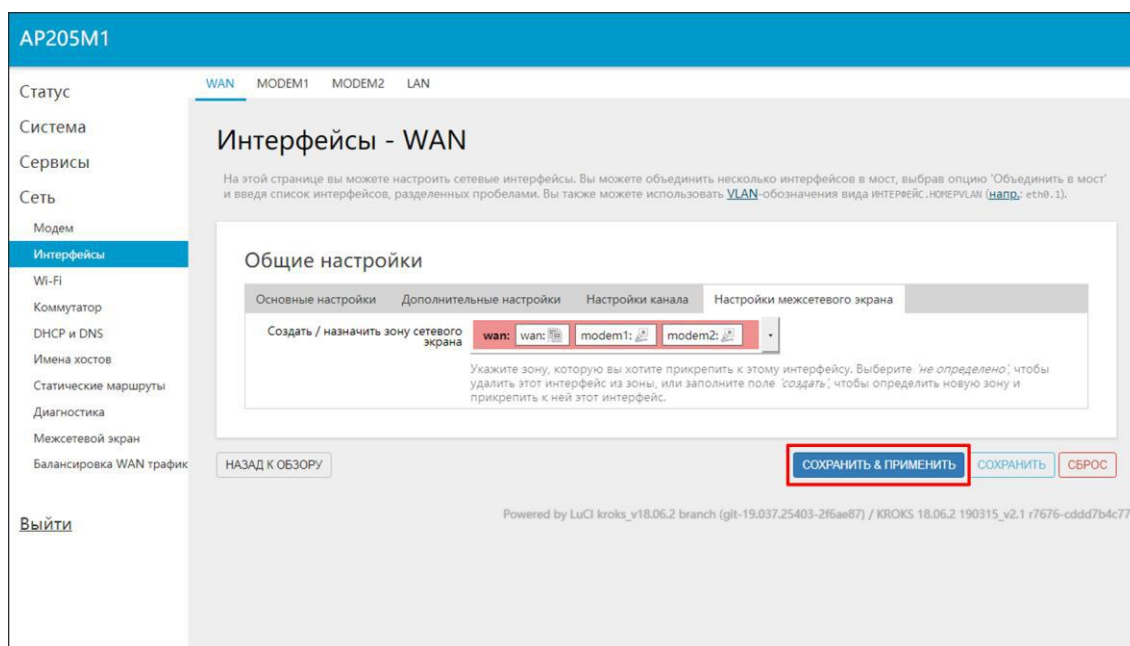 AP205M1
WAN MODEM1 MODEM2 LAN
Статус
Система
Сервисы
Сеть
Модем
Интерфейсы
Wi-Fi
Коммутатор
DHCP и DNS
Имена хостов
Статические маршруты
Диагностика
Межсетевой экран
Балансировка WAN трафик
Выйти
Интерфейсы - WAN
На этой странице вы можете настроить сетевые интерфейсы. Вы можете объединить несколько интерфейсов в мост, выбрав опцию 'Объединить в мост'
и введя список интерфейсов, разделенных пробелами. Вы также можете использовать VLAN-обозначения вида ИНТЕРФЕЙС.НОМЕРVLAN (напр.: eth0.1).
Общие настройки
Основные настройки Дополнительные настройки Настройки канала Настройки межсетевого экрана
Создать / назначить зону сетевого
экрана
wan: wan: modem1: modem2:
Укажите зону, которую вы хотите прикрепить к этому интерфейсу. Выберите 'не определено', чтобы
удалить этот интерфейс из зоны, или заполните поле 'создать', чтобы определить новую зону и
прикрепить к ней этот интерфейс.
НАЗАД К ОБЗОРУ СОХРАНИТЬ & ПРИМЕНИТЬ СОХРАНИТЬ СБРОС
Powered by LuCI kroks_v18.06.2 branch (git-19.037.25403-2f6ae87) / KROKS 18.06.2 190315_v2.1 r7676-cddd7b4c77